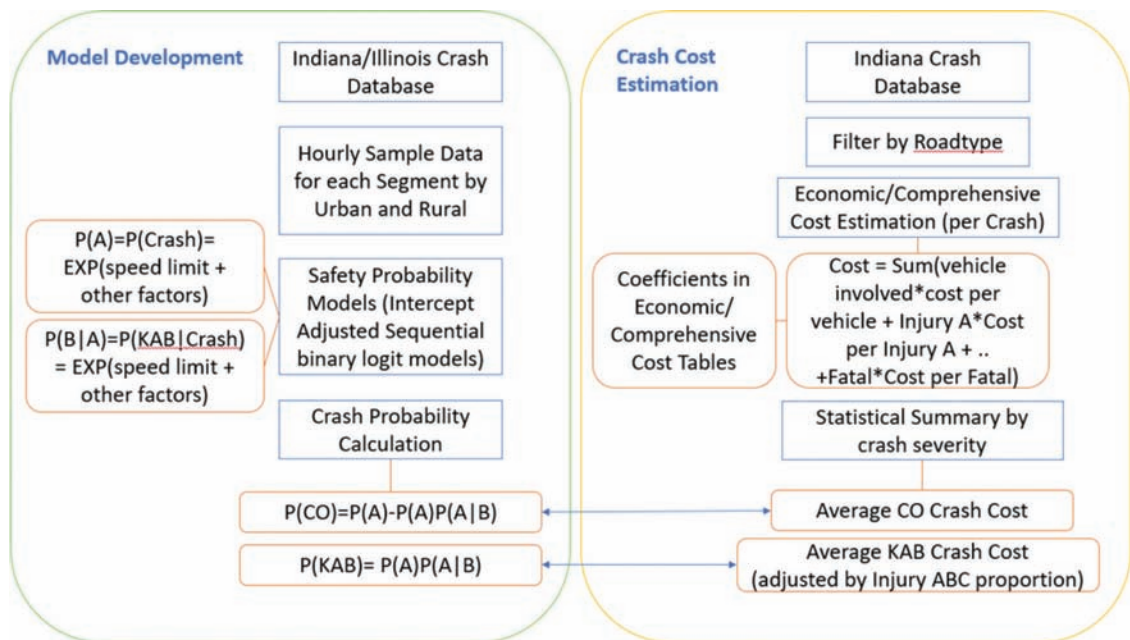 Model Development
Indiana/Illinois Crash
Database
Hourly Sample Data
for each Segment by
Urban and Rural
P(A)=P(Crash)=
EXP(speed limit +
other factors)
P(B|A)=P(KAB|Crash)
= EXP(speed limit +
other factors)
Safety Probability
Models (Intercept
Adjusted Sequential
binary logit models)
Crash Probability
Calculation
P(CO)=P(A)-P(A)P(A|B)
P(KAB)= P(A)P(A|B)
Crash Cost
Estimation
Indiana Crash
Database
Filter by Roadtype
Economic/Comprehensive
Cost Estimation (per Crash)
Coefficients in
Economic/
Comprehensive
Cost Tables
Cost = Sum(vehicle
involved*cost per
vehicle + Injury A*Cost
per Injury A + ..
+Fatal*Cost per Fatal)
Statistical Summary by
crash severity
Average CO Crash Cost
Average KAB Crash Cost
(adjusted by Injury ABC proportion)